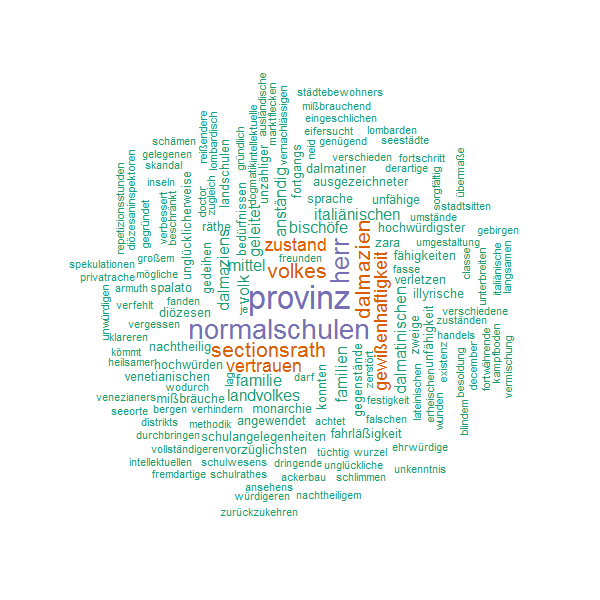 städtebewohners
mißbrauchend
eingeschlichen
eifersucht
lombarden
genügend
seestädte
verschieden
fortschritt
dalmatiner
derartige
ausgezeichneter
sprache
unfähige
italiänischen
umstände
stadtsitten
bischöfe
hochwürdigster
gebirgen
zara
umgestaltung
fähigkeiten
fasse
verletzen
illyrische
verschiedene
zuständen
handels
kampfboden
schämen
gelegenen
skandal
inseln
räthe
zustand
freunden
großem
mittel
volkes
spekulationen
mögliche
privatrache
armuth
spalato
provinz
fanden
verfehlt
diözesen
vergessen
normalschulen
klareren
nachtheilig
sectionsrath
kömmt
heilsamer
hochwürden
vertrauen
venetianischen
lag
familie
darf
wodurch
venezianers
mißbräuche
landvolkes
festigkeit
seeorte
bergen
verhindern
monarchie
achtet
falschen
distrikts
methodik
angewendet
durchbringen
schulangelegenheiten
fahrläßigkeit
vollständigeren
vorzüglichsten
tüchtig
wurzel
ehrwürdige
intellektuellen
schulwesens
dringende
unglückliche
unkenntnis
fremdartige
schulrathes
ackerbau
schlimmen
ansehens
würdigeren
nachtheiligem
zurückzukehren
repetizionsstunden
diözesaninspektoren
gegründet
verbessert
beschränkt
unglücklicherweise
doctor
reißendere
zugleich
lombardisch
landschulen
gedeihen
dalmaziens
bedürfnissen
gründlich
dogmatik
intellektuelle
geleitet
volk
je
unzähliger
ausländische
marktflecken
anständig
vernachlässigen
fortgangs
neid
herr
dalmazien
gewißenhaftigkeit
dalmatinischen
konnten
familien
gegenstände
zerstört
zweige
lateinischen
unfähigkeit
erheischen
wunden
existenz
besoldung
blindem
december
fortwährende
vermischung
classe
unterbreiten
italiänische
langsamen
sorgfältig
übermaße
unwürdigen